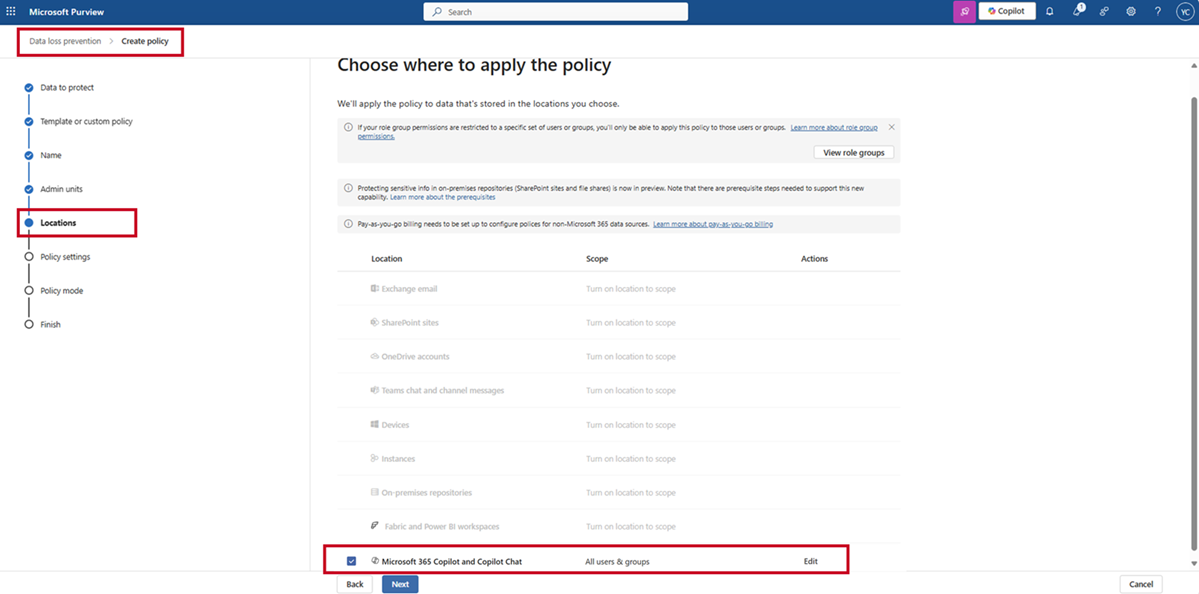 Microsoft Purview
Search
Copilot
1
?
YC
Data loss prevention > Create policy
Data to protect
Template or custom policy
Name
Admin units
Locations
Policy settings
Policy mode
Finish
Choose where to apply the policy
We'll apply the policy to data that's stored in the locations you choose.
If your role group permissions are restricted to a specific set of users or groups, you'll only be able to apply this policy to those users or groups. Learn more about role group
permissions.
View role groups
Protecting sensitive info in on-premises repositories (SharePoint sites and file shares) is now in preview. Note that there are prerequisite steps needed to support this new
capability. Learn more about the prerequisites
Pay-as-you-go billing needs to be set up to configure polices for non-Microsoft 365 data sources. Learn more about pay-as-you-go billing
Location Scope Actions
Exchange email Turn on location to scope
SharePoint sites Turn on location to scope
OneDrive accounts Turn on location to scope
Teams chat and channel messages Turn on location to scope
Devices Turn on location to scope
Instances Turn on location to scope
On-premises repositories Turn on location to scope
Fabric and Power BI workspaces Turn on location to scope
Microsoft 365 Copilot and Copilot Chat All users & groups Edit
Back Next Cancel